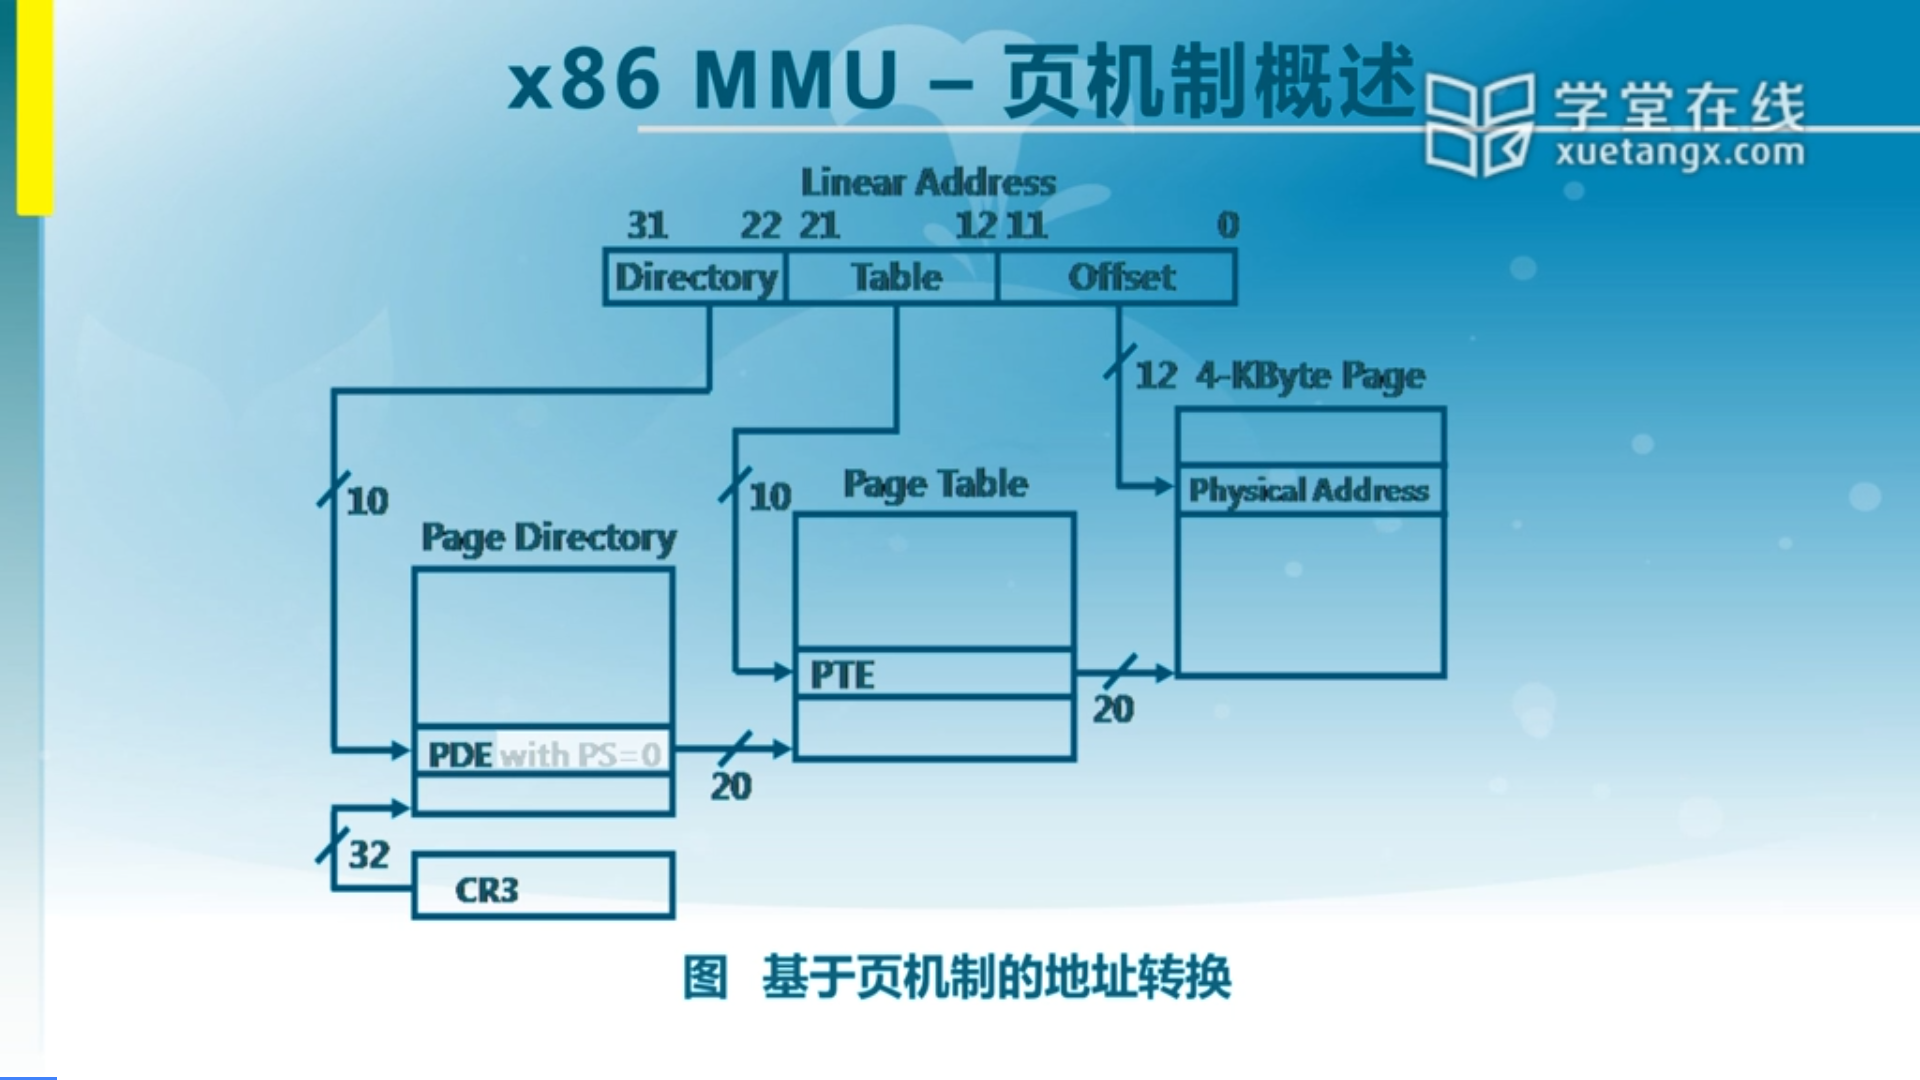 x86 MMU – 页机制概述
学堂在线
xuetangx.com
Linear Address
31 22 21 12 11 0
Directory Table Offset
12 4-KByte Page
10
10
Page Table
Physical Address
Page Directory
PTE
20
PDE with PS=0
20
32
CR3
图 基于页机制的地址转换